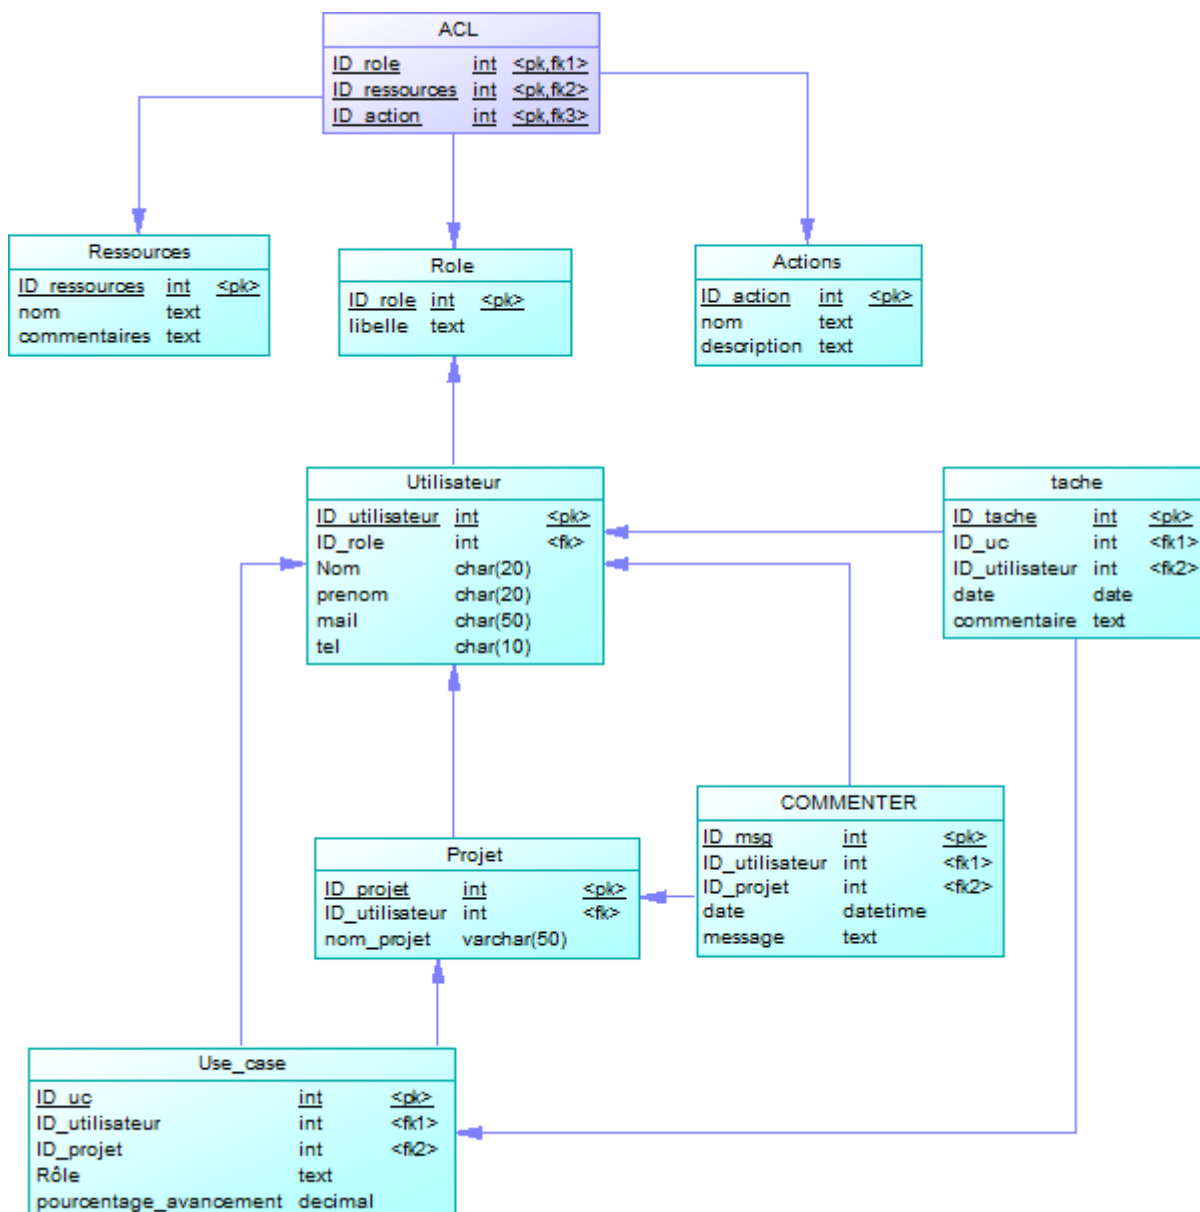 ACL
ID_role int <pk,fk1>
ID_ressources int <pk,fk2>
ID_action int <pk,fk3>
Ressources
ID_ressources int <pk>
nom text
commentaires text
Role
ID_role int <pk>
libelle text
Actions
ID_action int <pk>
nom text
description text
Utilisateur
ID_utilisateur int <pk>
ID_role int <fk>
Nom char(20)
prenom char(20)
mail char(50)
tel char(10)
tache
ID_tache int <pk>
ID_uc int <fk1>
ID_utilisateur int <fk2>
date date
commentaire text
COMMENTER
ID_msg int <pk>
ID_utilisateur int <fk1>
ID_projet int <fk2>
date datetime
message text
Projet
ID_projet int <pk>
ID_utilisateur int <fk>
nom_projet varchar(50)
Use_case
ID_uc int <pk>
ID_utilisateur int <fk1>
ID_projet int <fk2>
Rôle text
pourcentage_avancement decimal